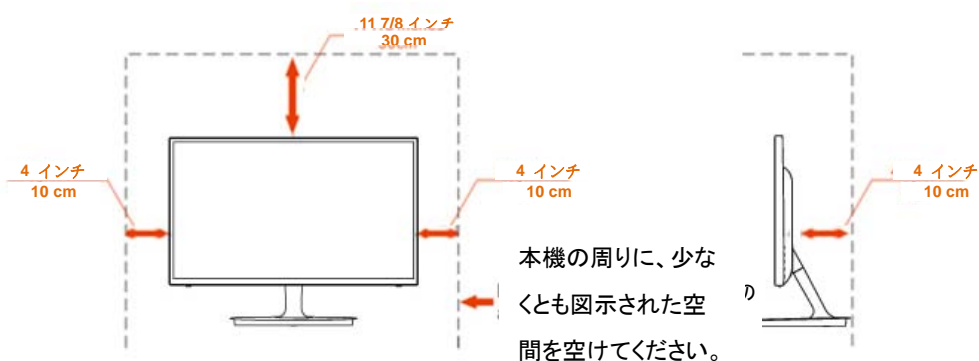 11 7/8 インチ
30 cm
4 インチ
10 cm
4 インチ
10 cm
4 インチ
10 cm
本機の周りに、少な
くとも図示された空
間を空けてください。
の